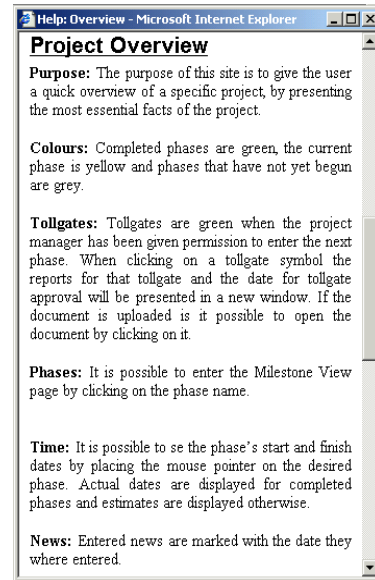 Help: Overview - Microsoft Internet Explorer
Project Overview
Purpose: The purpose of this site is to give the user
a quick overview of a specific project, by presenting
the most essential facts of the project.
Colours: Completed phases are green, the current
phase is yellow and phases that have not yet begun
are grey.
Tollgates: Tollgates are green when the project
manager has been given permission to enter the next
phase. When clicking on a tollgate symbol the
reports for that tollgate and the date for tollgate
approval will be presented in a new window. If the
document is uploaded is it possible to open the
document by clicking on it.
Phases: It is possible to enter the Milestone View
page by clicking on the phase name.
Time: It is possible to se the phase's start and finish
dates by placing the mouse pointer on the desired
phase. Actual dates are displayed for completed
phases and estimates are displayed otherwise.
News: Entered news are marked with the date they
where entered.